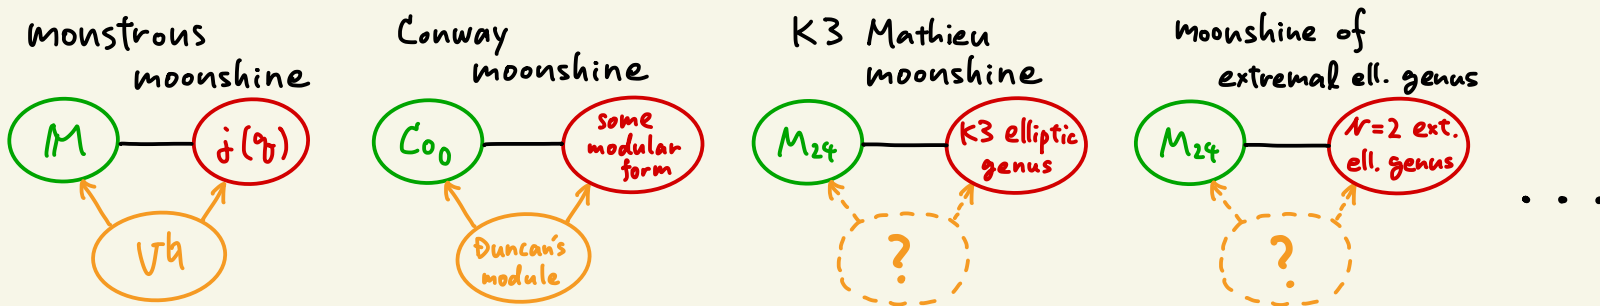 monstrous
moonshine
M
j(q)
V♮
Conway
moonshine
Co₀
some
modular
form
Duncan's
module
K3 Mathieu
moonshine
M₂₄
K3 elliptic
genus
?
moonshine of
extremal ell. genus
M₂₄
N=2 ext.
ell. genus
?
. . .